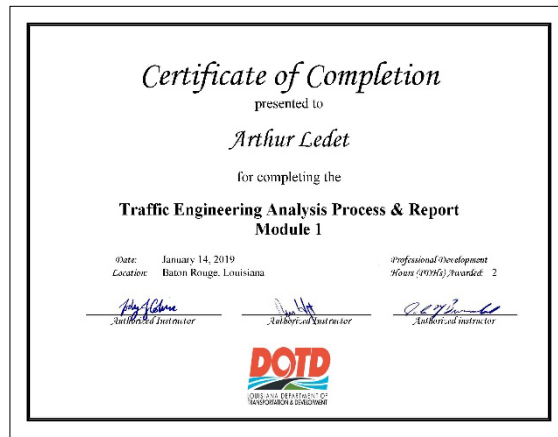 Certificate of Completion
presented to
Arthur Ledet
for completing the
Traffic Engineering Analysis Process & Report
Module 1
Date: January 14, 2019
Location: Baton Rouge, Louisiana
Professional Development
Hours (PDHs) Awarded: 2
Authorized Instructor
Authorized Instructor
Authorized instructor
DOTD
LOUISIANA DEPARTMENT OF
TRANSPORTATION & DEVELOPMENT